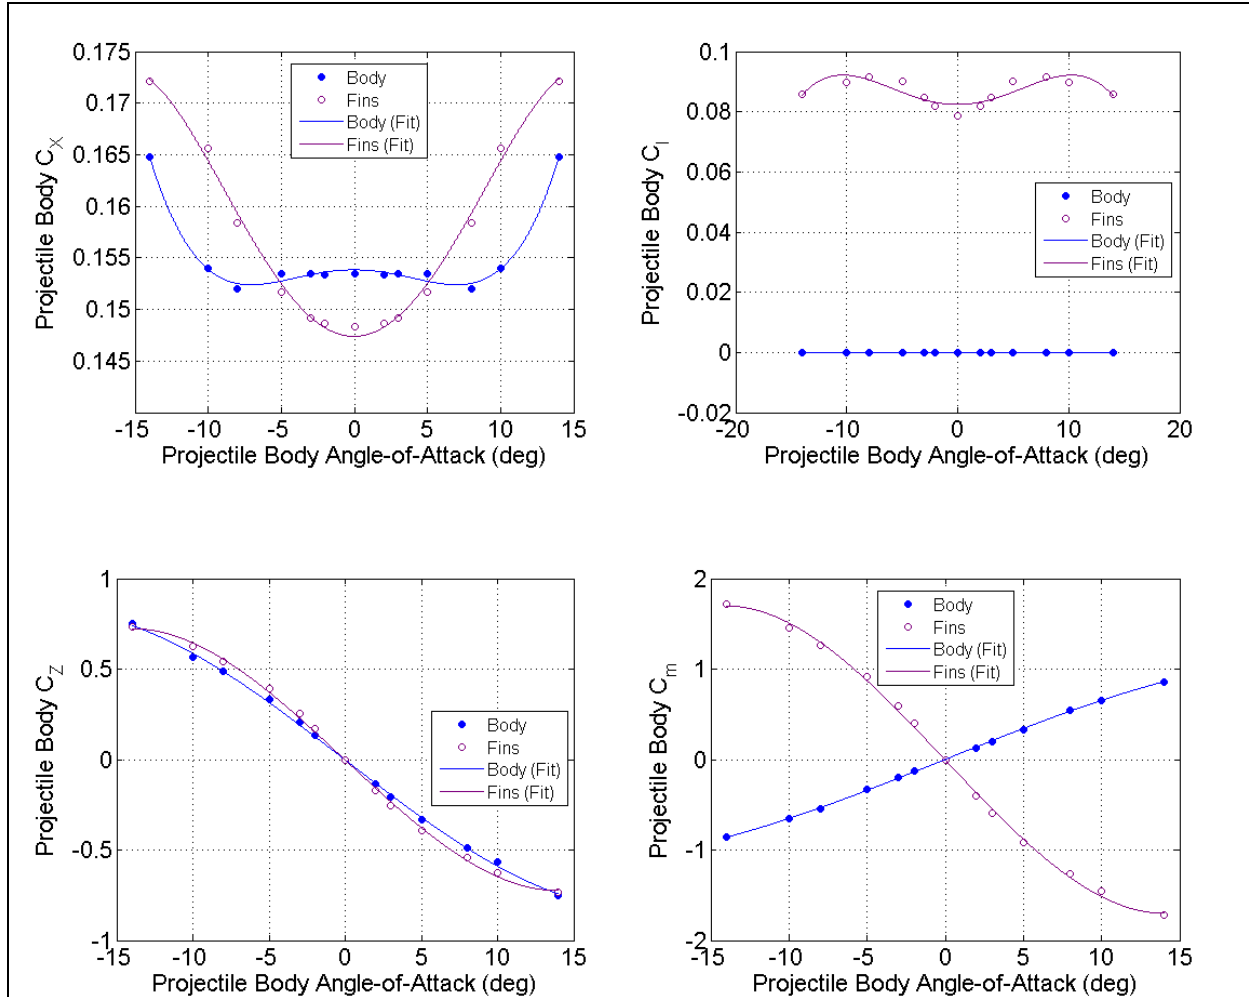 0.175
0.17
0.165
0.16
0.155
0.15
0.145
-15 -10 -5 0 5 10 15
Projectile Body Angle-of-Attack (deg)
Projectile Body C_X
Body
Fins
Body (Fit)
Fins (Fit)
0.1
0.08
0.06
0.04
0.02
0
-0.02
-20 -10 0 10 20
Projectile Body Angle-of-Attack (deg)
Projectile Body C_l
Body
Fins
Body (Fit)
Fins (Fit)
1
0.5
0
-0.5
-1
-15 -10 -5 0 5 10 15
Projectile Body Angle-of-Attack (deg)
Projectile Body C_Z
Body
Fins
Body (Fit)
Fins (Fit)
2
1
0
-1
-2
-15 -10 -5 0 5 10 15
Projectile Body Angle-of-Attack (deg)
Projectile Body C_m
Body
Fins
Body (Fit)
Fins (Fit)